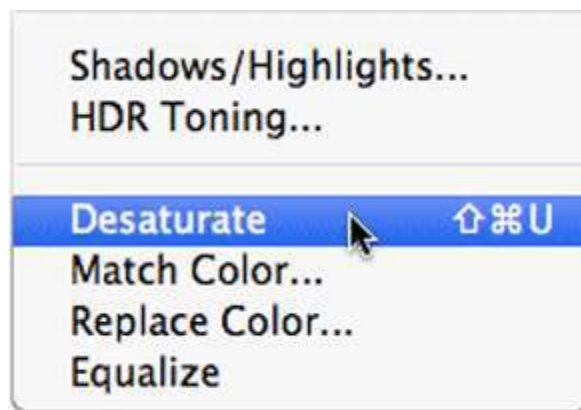 Shadows/Highlights...
HDR Toning...
Desaturate ⇧⌘U
Match Color...
Replace Color...
Equalize